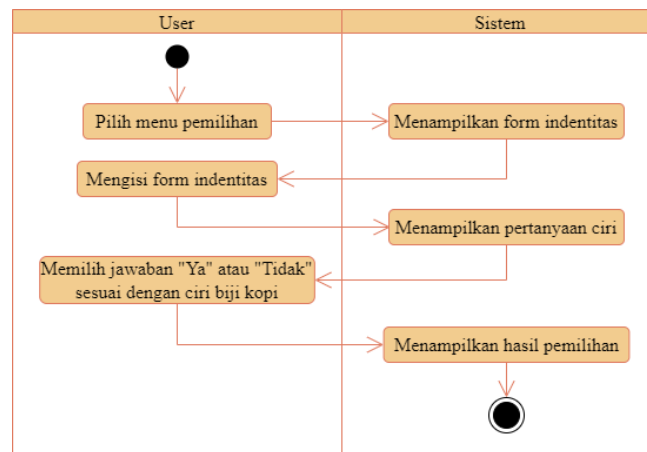 User
Sistem
Pilih menu pemilihan
Menampilkan form indentitas
Mengisi form indentitas
Menampilkan pertanyaan ciri
Memilih jawaban "Ya" atau "Tidak"
sesuai dengan ciri biji kopi
Menampilkan hasil pemilihan